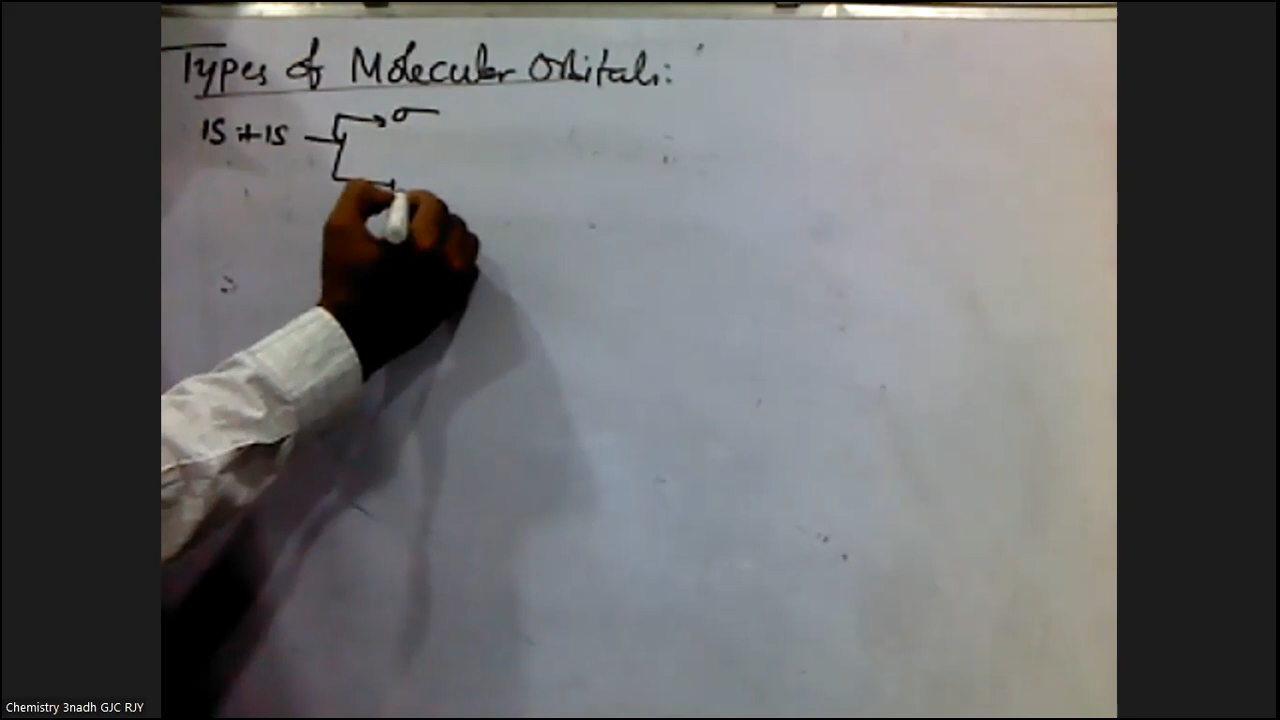 Types of Molecular Orbitals:
1S + 1S → σ
Chemistry 3nadh GJC RJY